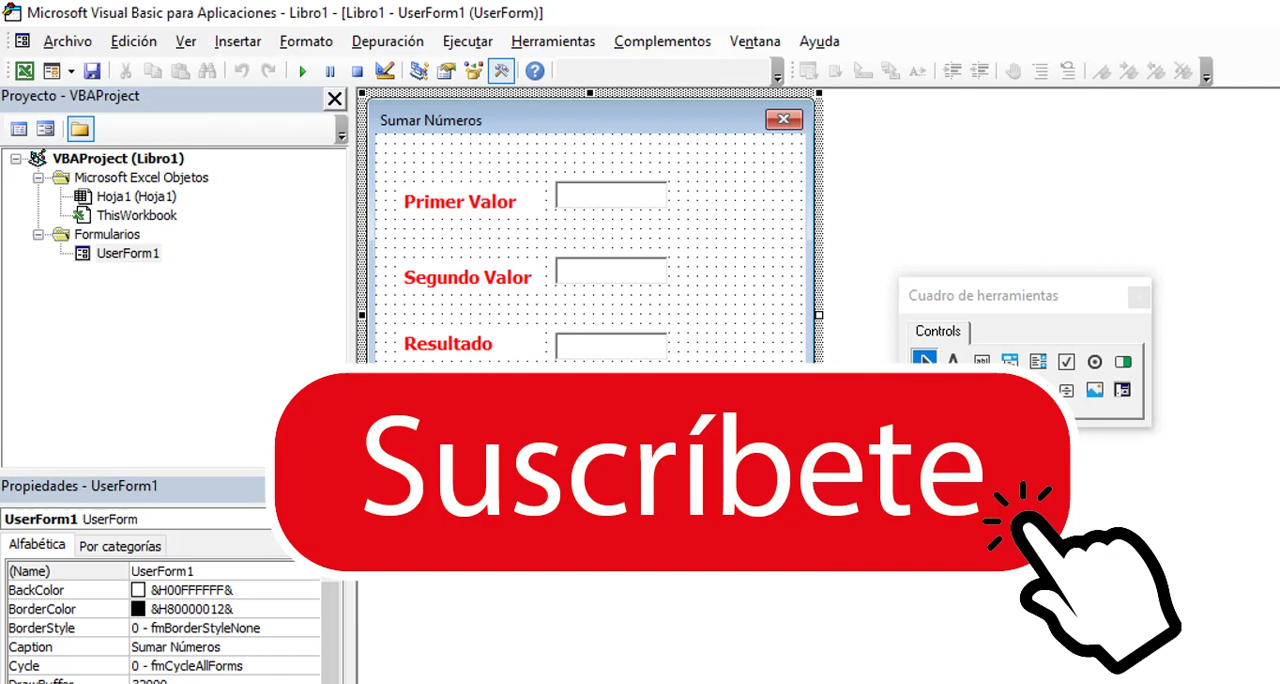 Microsoft Visual Basic para Aplicaciones - Libro1 - [Libro1 - UserForm1 (UserForm)]
Archivo Edición Ver Insertar Formato Depuración Ejecutar Herramientas Complementos Ventana Ayuda
Proyecto - VBAProject
VBAProject (Libro1)
Microsoft Excel Objetos
Hoja1 (Hoja1)
ThisWorkbook
Formularios
UserForm1
Sumar Números
Primer Valor
Segundo Valor
Resultado
Cuadro de herramientas
Controls
A abl
Suscríbete
Propiedades - UserForm1
UserForm1 UserForm
Alfabética Por categorías
(Name) UserForm1
BackColor &H00FFFFFF&
BorderColor &H80000012&
BorderStyle 0 - fmBorderStyleNone
Caption Sumar Números
Cycle 0 - fmCycleAllForms
DrawBuffer 32000